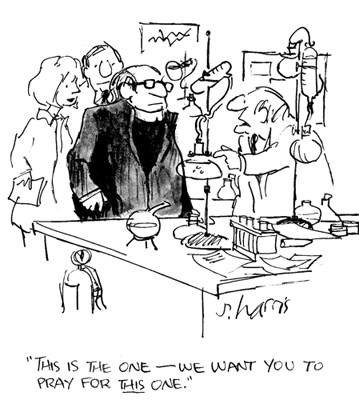 S. Harris
"THIS IS THE ONE — WE WANT YOU TO
PRAY FOR THIS ONE."